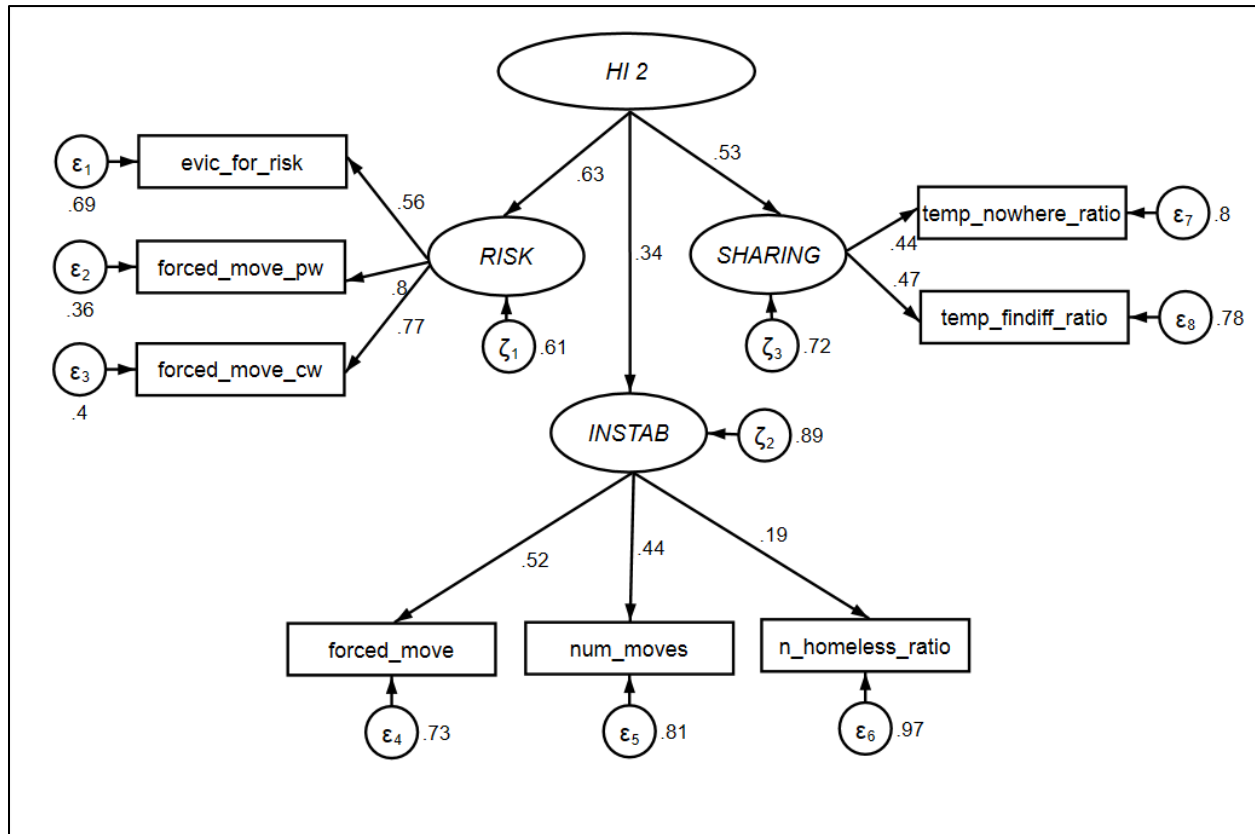 HI 2
.63
.34
.53
ε₁
evic_for_risk
.69
.56
ε₂
forced_move_pw
.36
.8
ε₃
forced_move_cw
.4
.77
RISK
ζ₁
.61
SHARING
ζ₃
.72
.44
temp_nowhere_ratio
ε₇
.8
.47
temp_findiff_ratio
ε₈
.78
INSTAB
ζ₂
.89
.52
.44
.19
forced_move
num_moves
n_homeless_ratio
ε₄
.73
ε₅
.81
ε₆
.97